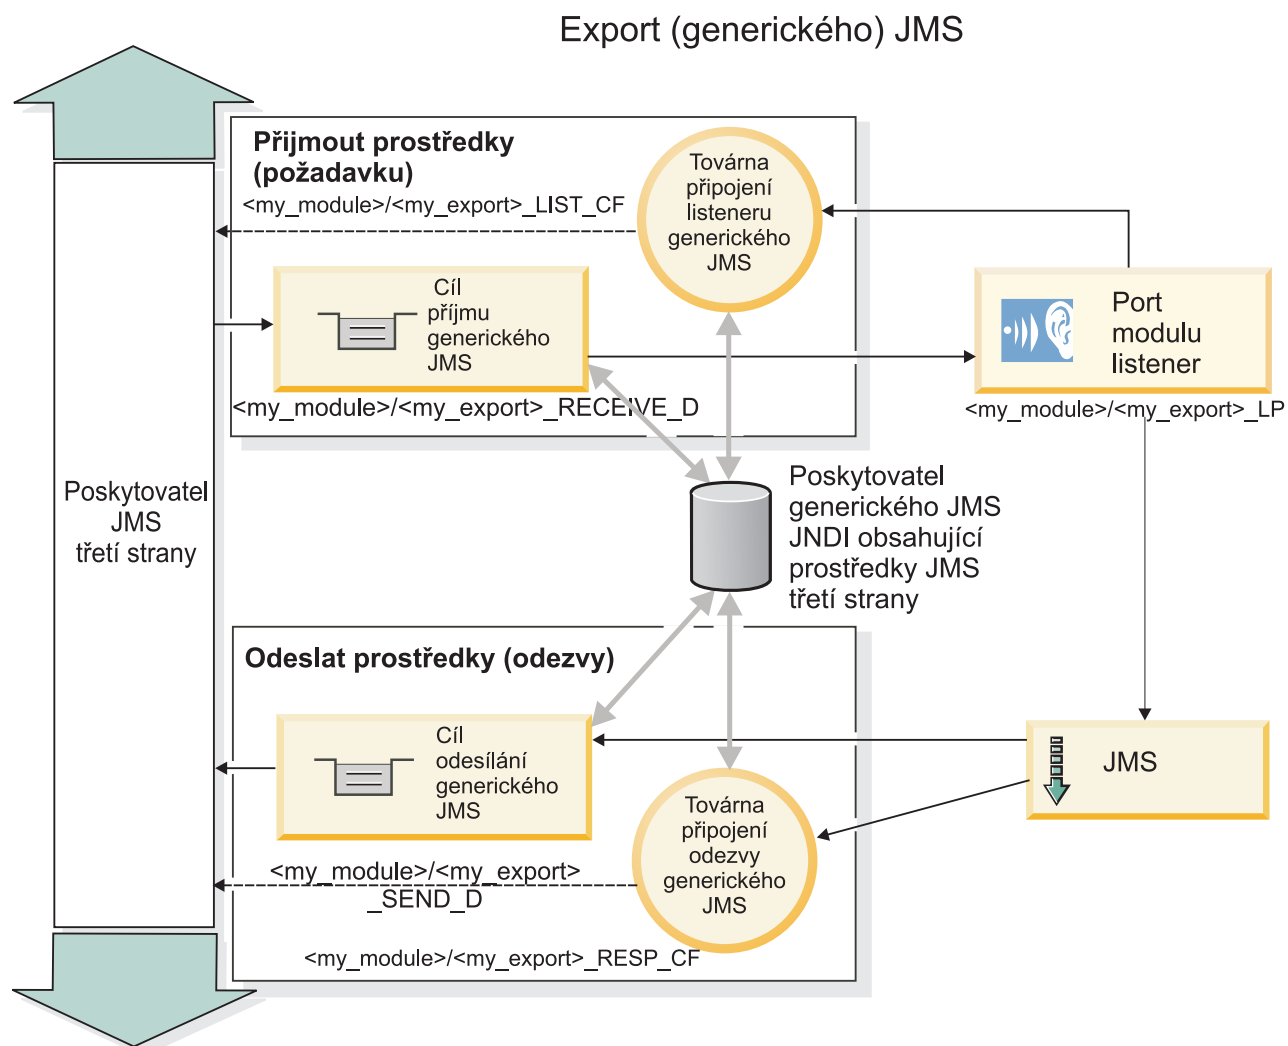 Export (generického) JMS
Přijmout prostředky
(požadavku)
<my_module>/<my_export>_LIST_CF
Továrna
připojení
listeneru
generického
JMS
Cíl
příjmu
generického
JMS
<my_module>/<my_export>_RECEIVE_D
Port
modulu
listener
<my_module>/<my_export>_LP
Poskytovatel
JMS
třetí strany
Poskytovatel
generického JMS
JNDI obsahující
prostředky JMS
třetí strany
Odeslat prostředky (odezvy)
Cíl
odesílání
generického
JMS
JMS
Továrna
připojení
odezvy
generického
JMS
<my_module>/<my_export>
_SEND_D
<my_module>/<my_export>_RESP_CF